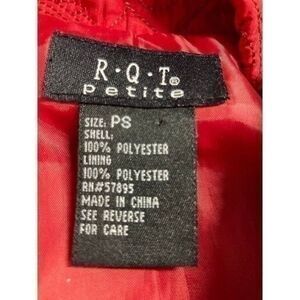 R·Q·T®
petite
SIZE: PS
SHELL:
100% POLYESTER
LINING
100% POLYESTER
RN#57895
MADE IN CHINA
SEE REVERSE
FOR CARE